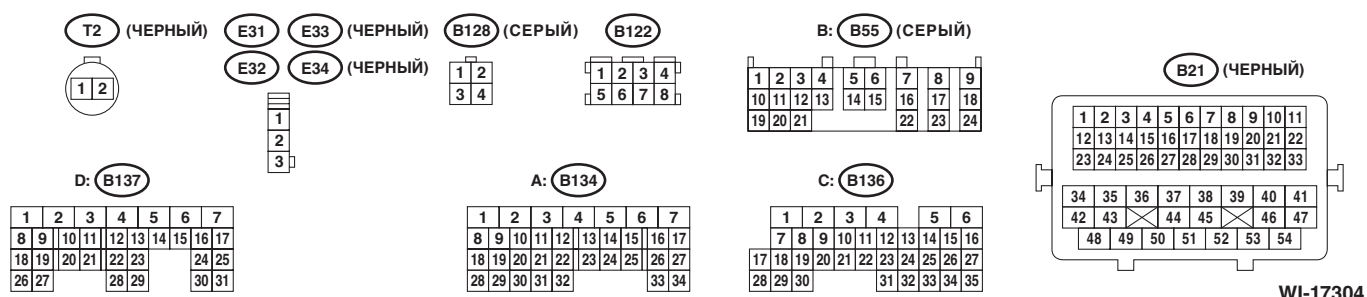 T2 (ЧЕРНЫЙ) E31 E33 (ЧЕРНЫЙ) B128 (СЕРЫЙ) B122 B: B55 (СЕРЫЙ)
E32 E34 (ЧЕРНЫЙ)
B21 (ЧЕРНЫЙ)
1 2
1
2
3
1 2
3 4
1 2 3 4
5 6 7 8
1 2 3 4 5 6 7 8 9
10 11 12 13 14 15 16 17 18
19 20 21 22 23 24
1 2 3 4 5 6 7 8 9 10 11
12 13 14 15 16 17 18 19 20 21 22
23 24 25 26 27 28 29 30 31 32 33
34 35 36 37 38 39 40 41
42 43 44 45 46 47
48 49 50 51 52 53 54
D: B137
1 2 3 4 5 6 7
8 9 10 11 12 13 14 15 16 17
18 19 20 21 22 23 24 25
26 27 28 29 30 31
A: B134
1 2 3 4 5 6 7
8 9 10 11 12 13 14 15 16 17
18 19 20 21 22 23 24 25 26 27
28 29 30 31 32 33 34
C: B136
1 2 3 4 5 6
7 8 9 10 11 12 13 14 15 16
17 18 19 20 21 22 23 24 25 26 27
28 29 30 31 32 33 34 35
WI-17304